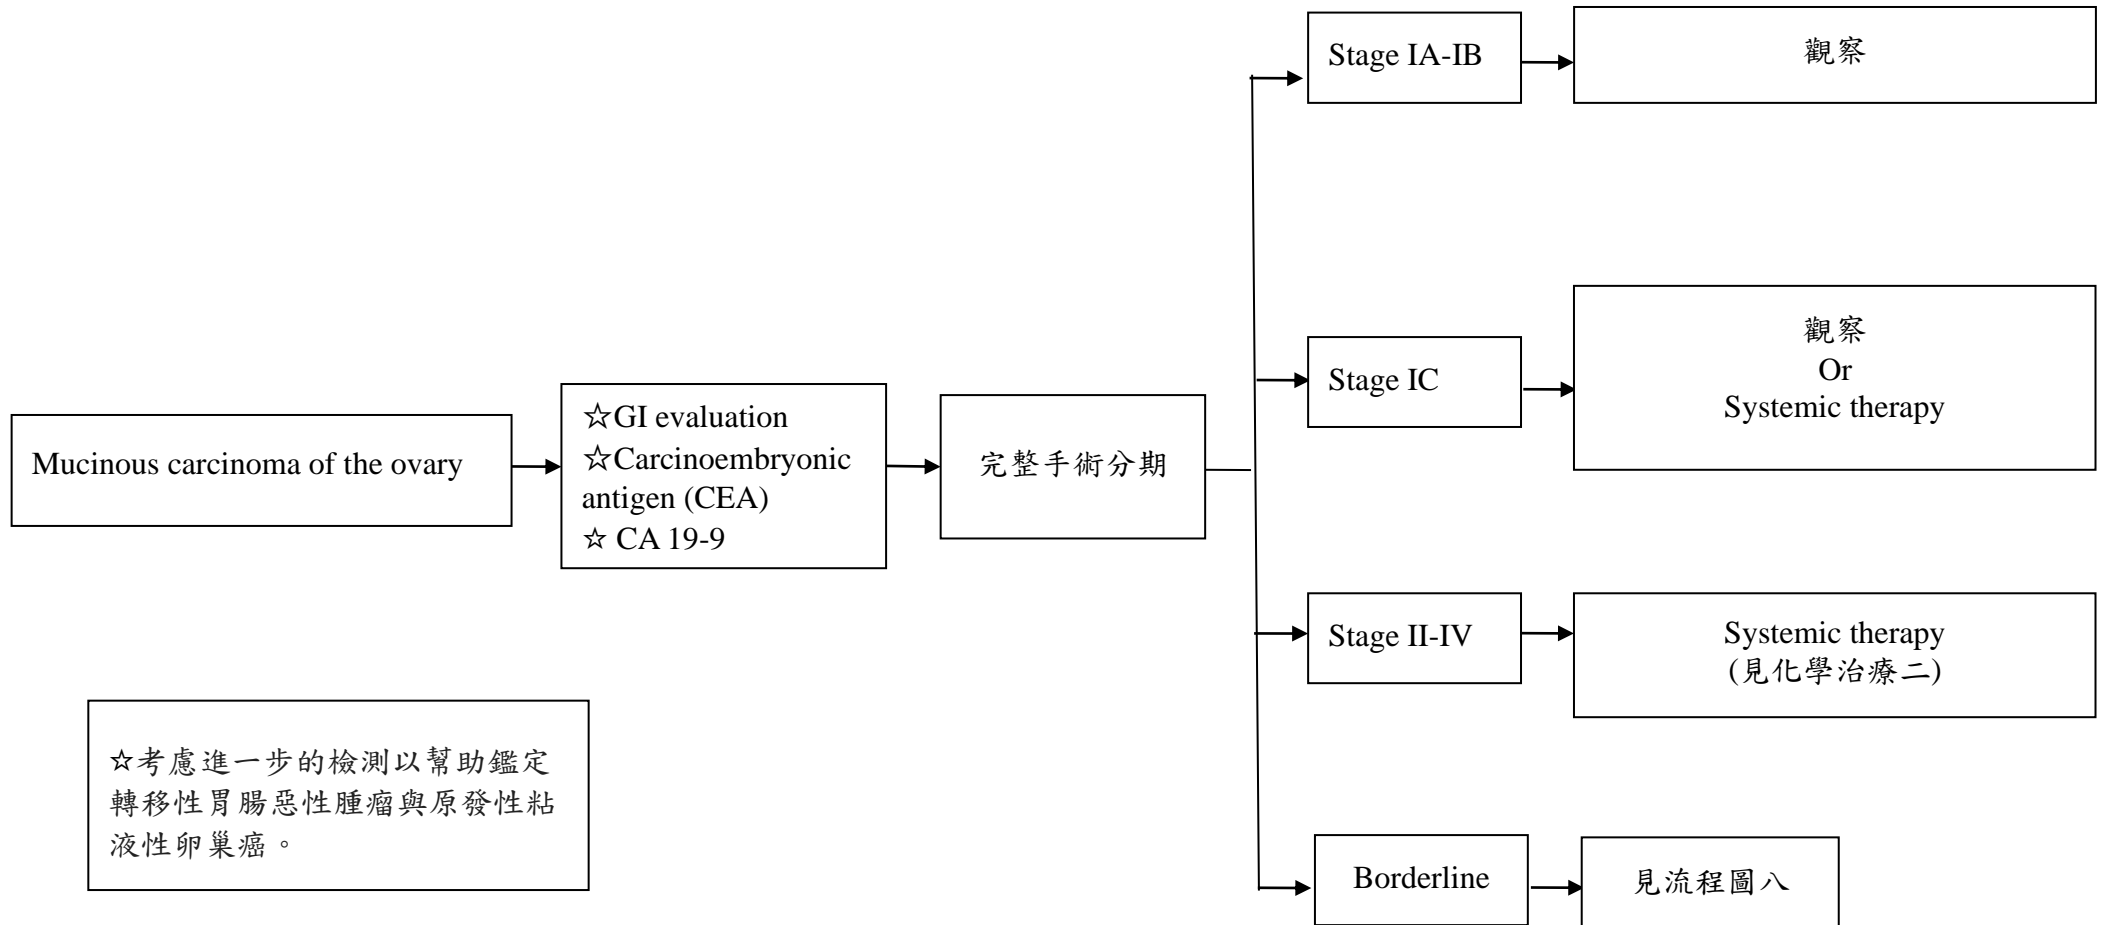 Mucinous carcinoma of the ovary
☆GI evaluation
☆Carcinoembryonic
antigen (CEA)
☆ CA 19-9
完整手術分期
Stage IA-IB
觀察
Stage IC
觀察
Or
Systemic therapy
Stage II-IV
Systemic therapy
(見化學治療二)
Borderline
見流程圖八
☆考慮進一步的檢測以幫助鑑定
轉移性胃腸惡性腫瘤與原發性粘
液性卵巢癌。